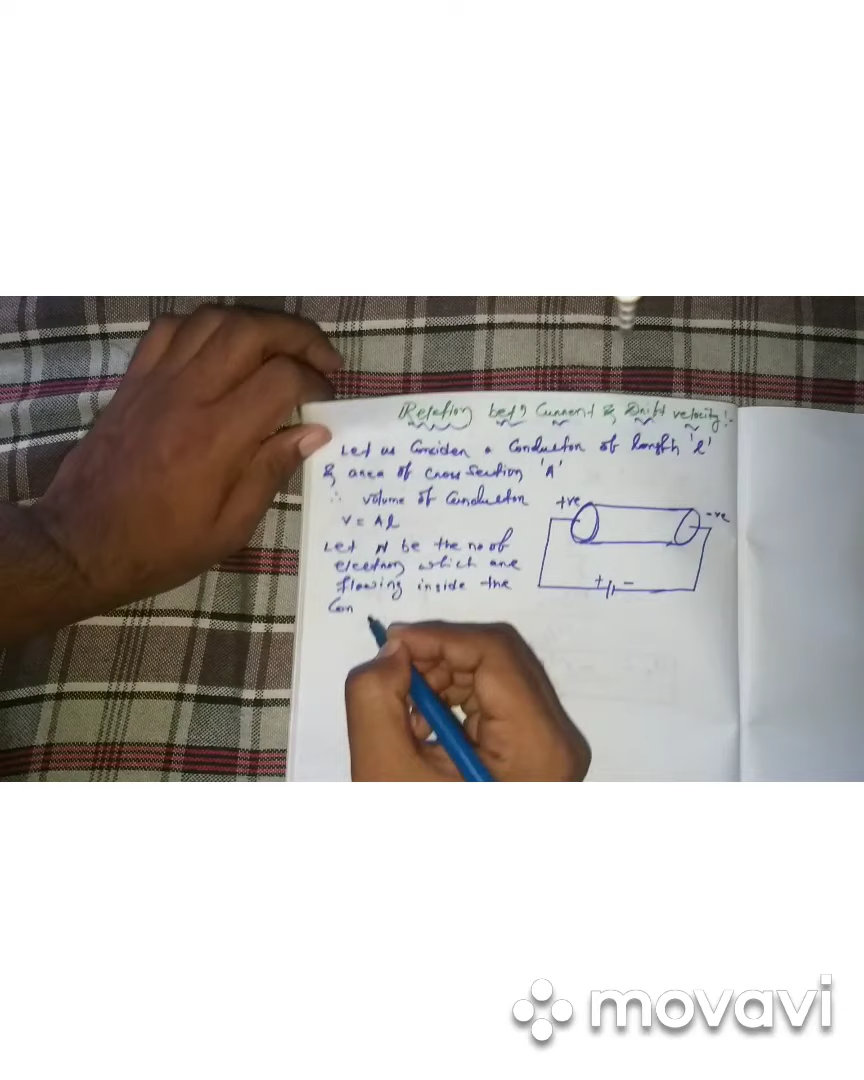 Relation betn Current & Drift velocity:-
Let us Consider a Conductor of length 'l'
& area of cross section 'A'
∴ volume of Conductor
V = Al
Let N be the no of
electrons which are
flowing inside the
Con
+ve
-ve
+ -
movavi